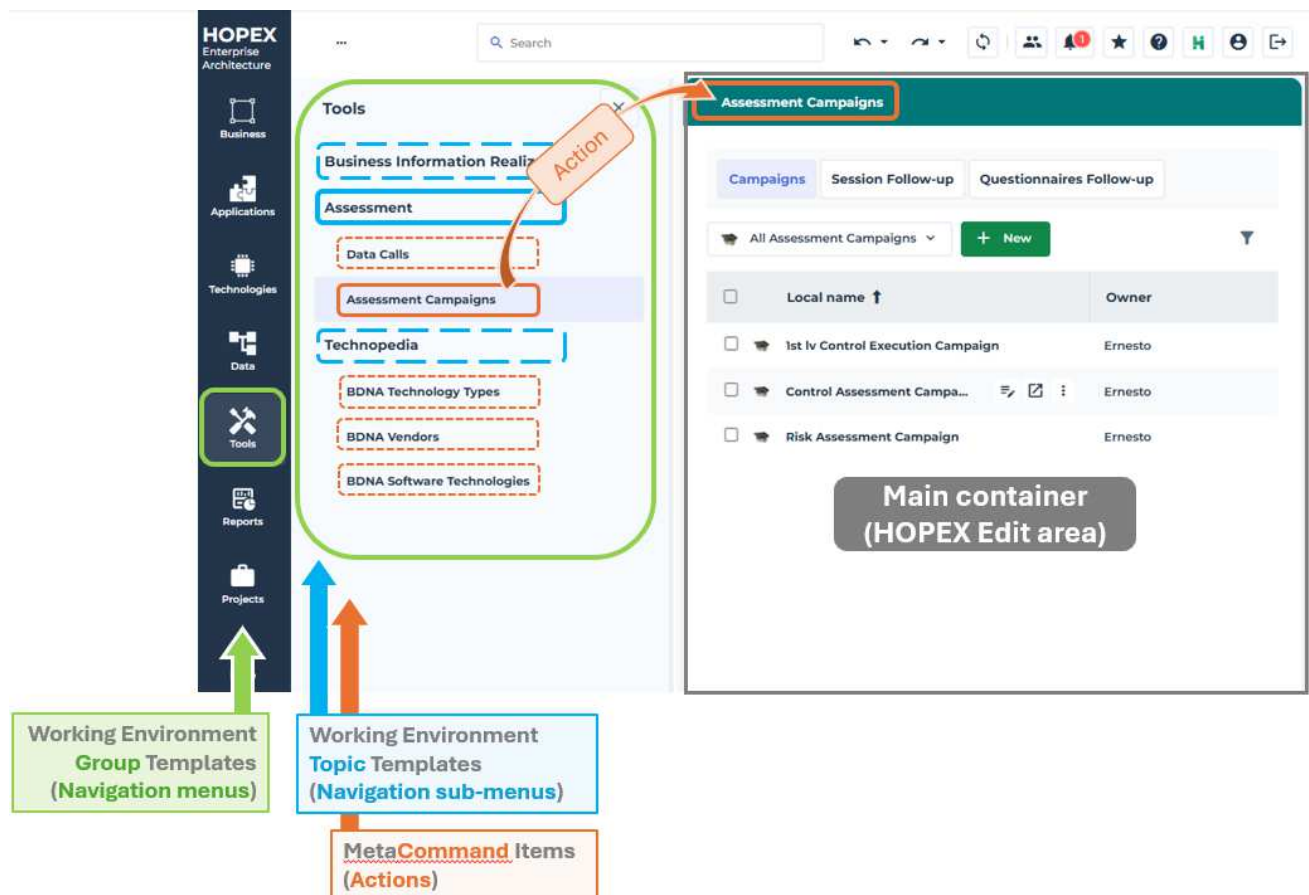 HOPEX
Enterprise
Architecture
...
Search
1
Business
Applications
Technologies
Data
Tools
Reports
Projects
Tools
Business Information
Assessment
Data Calls
Assessment Campaigns
Technopedia
BDNA Technology Types
BDNA Vendors
BDNA Software Technologies
Action
Assessment Campaigns
Campaigns
Session Follow-up
Questionnaires Follow-up
All Assessment Campaigns
+ New
Local name ↑
Owner
1st lv Control Execution Campaign
Ernesto
Control Assessment Campa...
Ernesto
Risk Assessment Campaign
Ernesto
Main container
(HOPEX Edit area)
Working Environment
Group Templates
(Navigation menus)
Working Environment
Topic Templates
(Navigation sub-menus)
MetaCommand Items
(Actions)